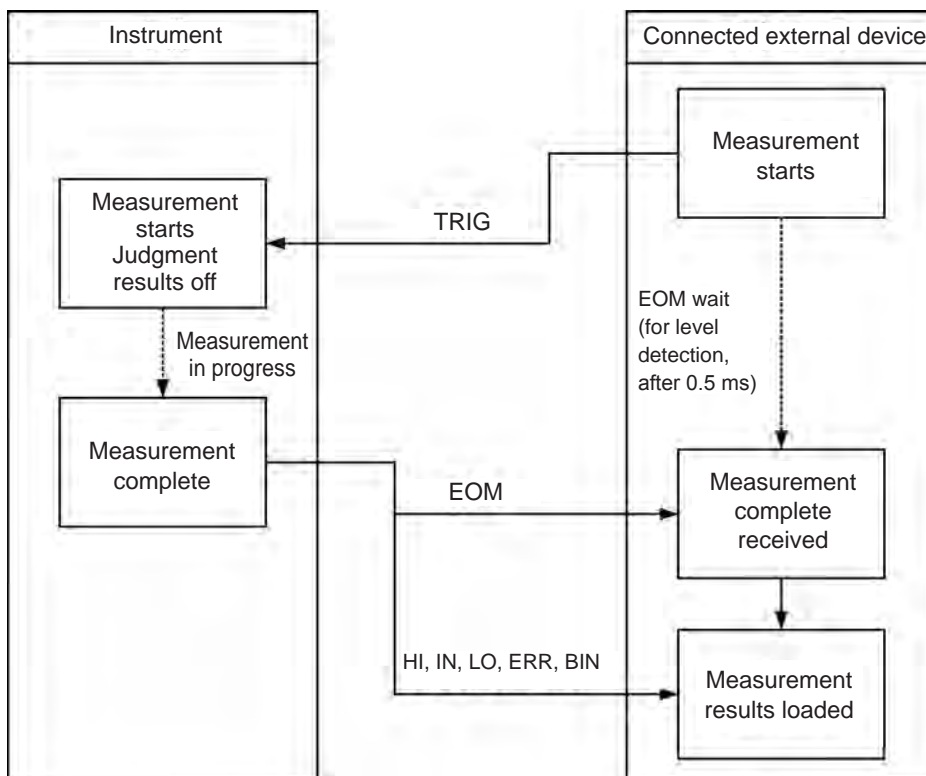 Instrument
Connected external device
Measurement
starts
Measurement
starts
Judgment
results off
TRIG
EOM wait
(for level
detection,
after 0.5 ms)
Measurement
in progress
Measurement
complete
EOM
Measurement
complete
received
HI, IN, LO, ERR, BIN
Measurement
results loaded